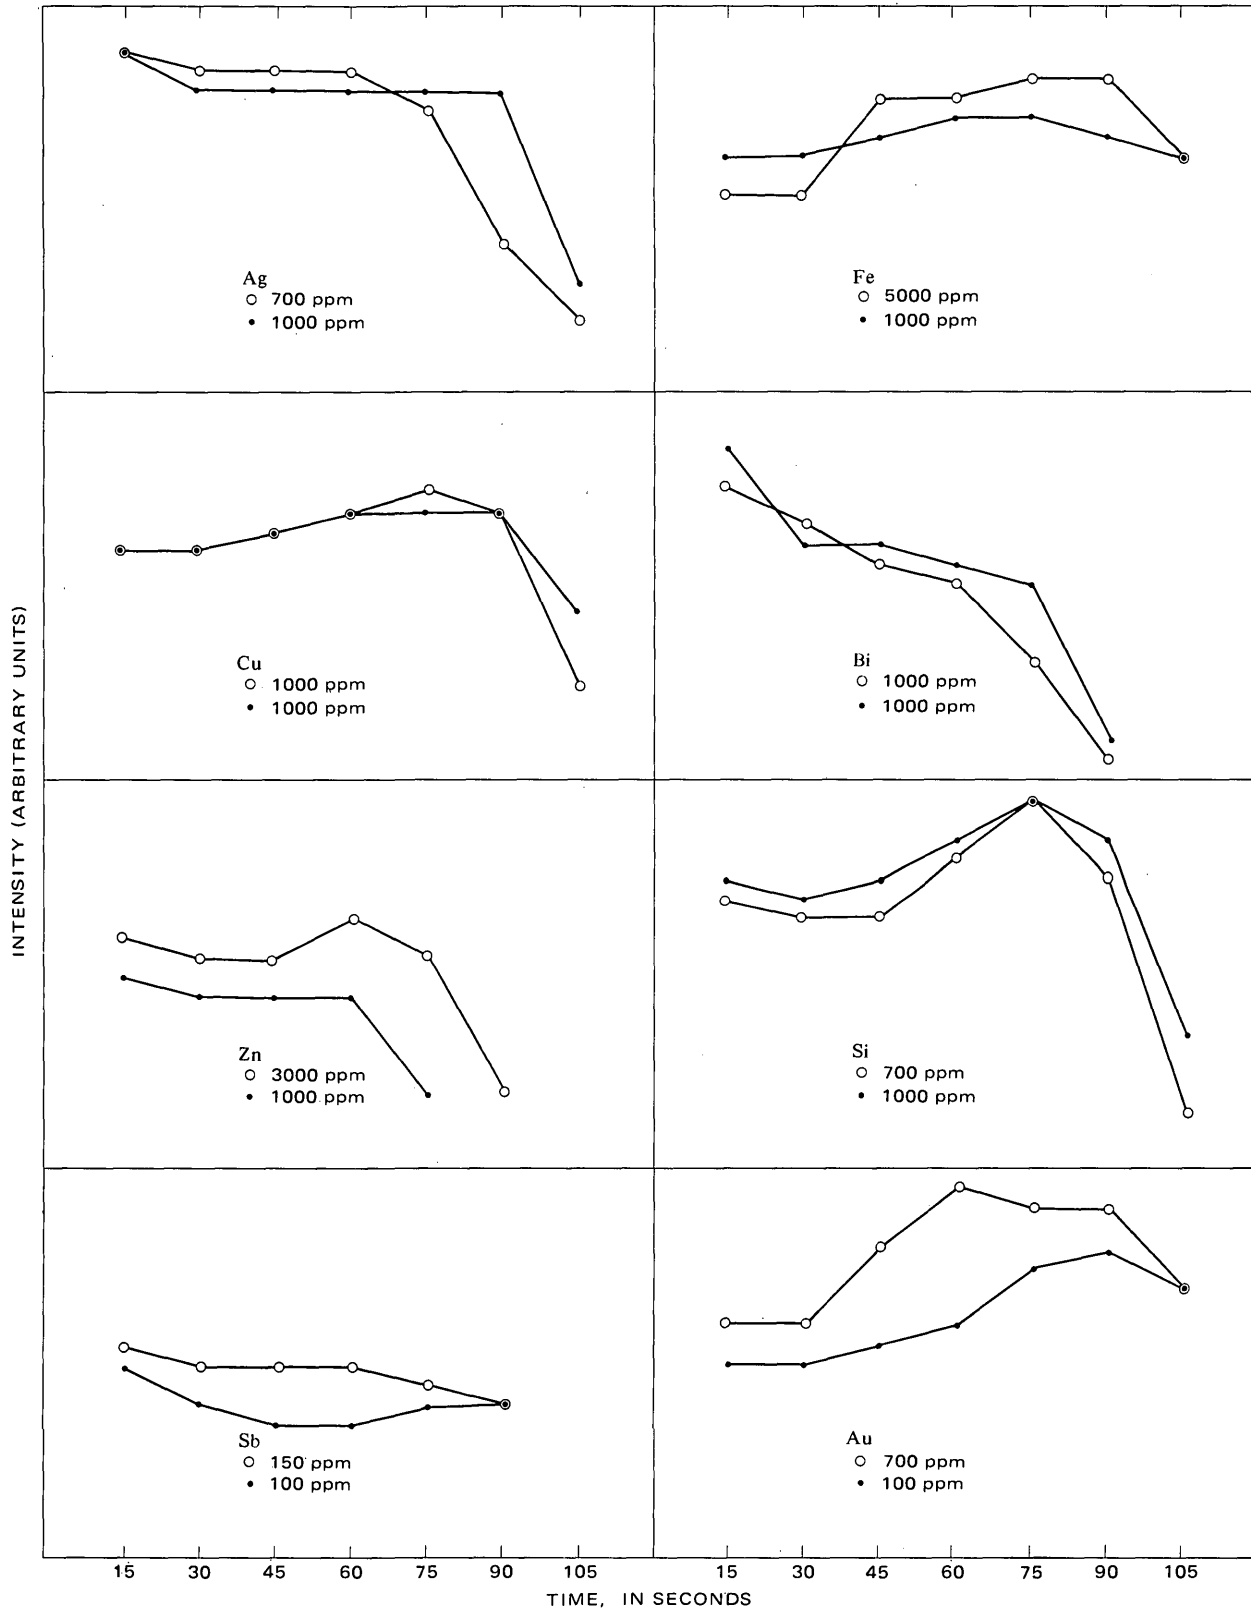 Ag
700 ppm
1000 ppm
Fe
5000 ppm
1000 ppm
Cu
1000 ppm
1000 ppm
Bi
1000 ppm
1000 ppm
Zn
3000 ppm
1000 ppm
Si
700 ppm
1000 ppm
Sb
150 ppm
100 ppm
Au
700 ppm
100 ppm
INTENSITY (ARBITRARY UNITS)
15 30 45 60 75 90 105 15 30 45 60 75 90 105
TIME, IN SECONDS